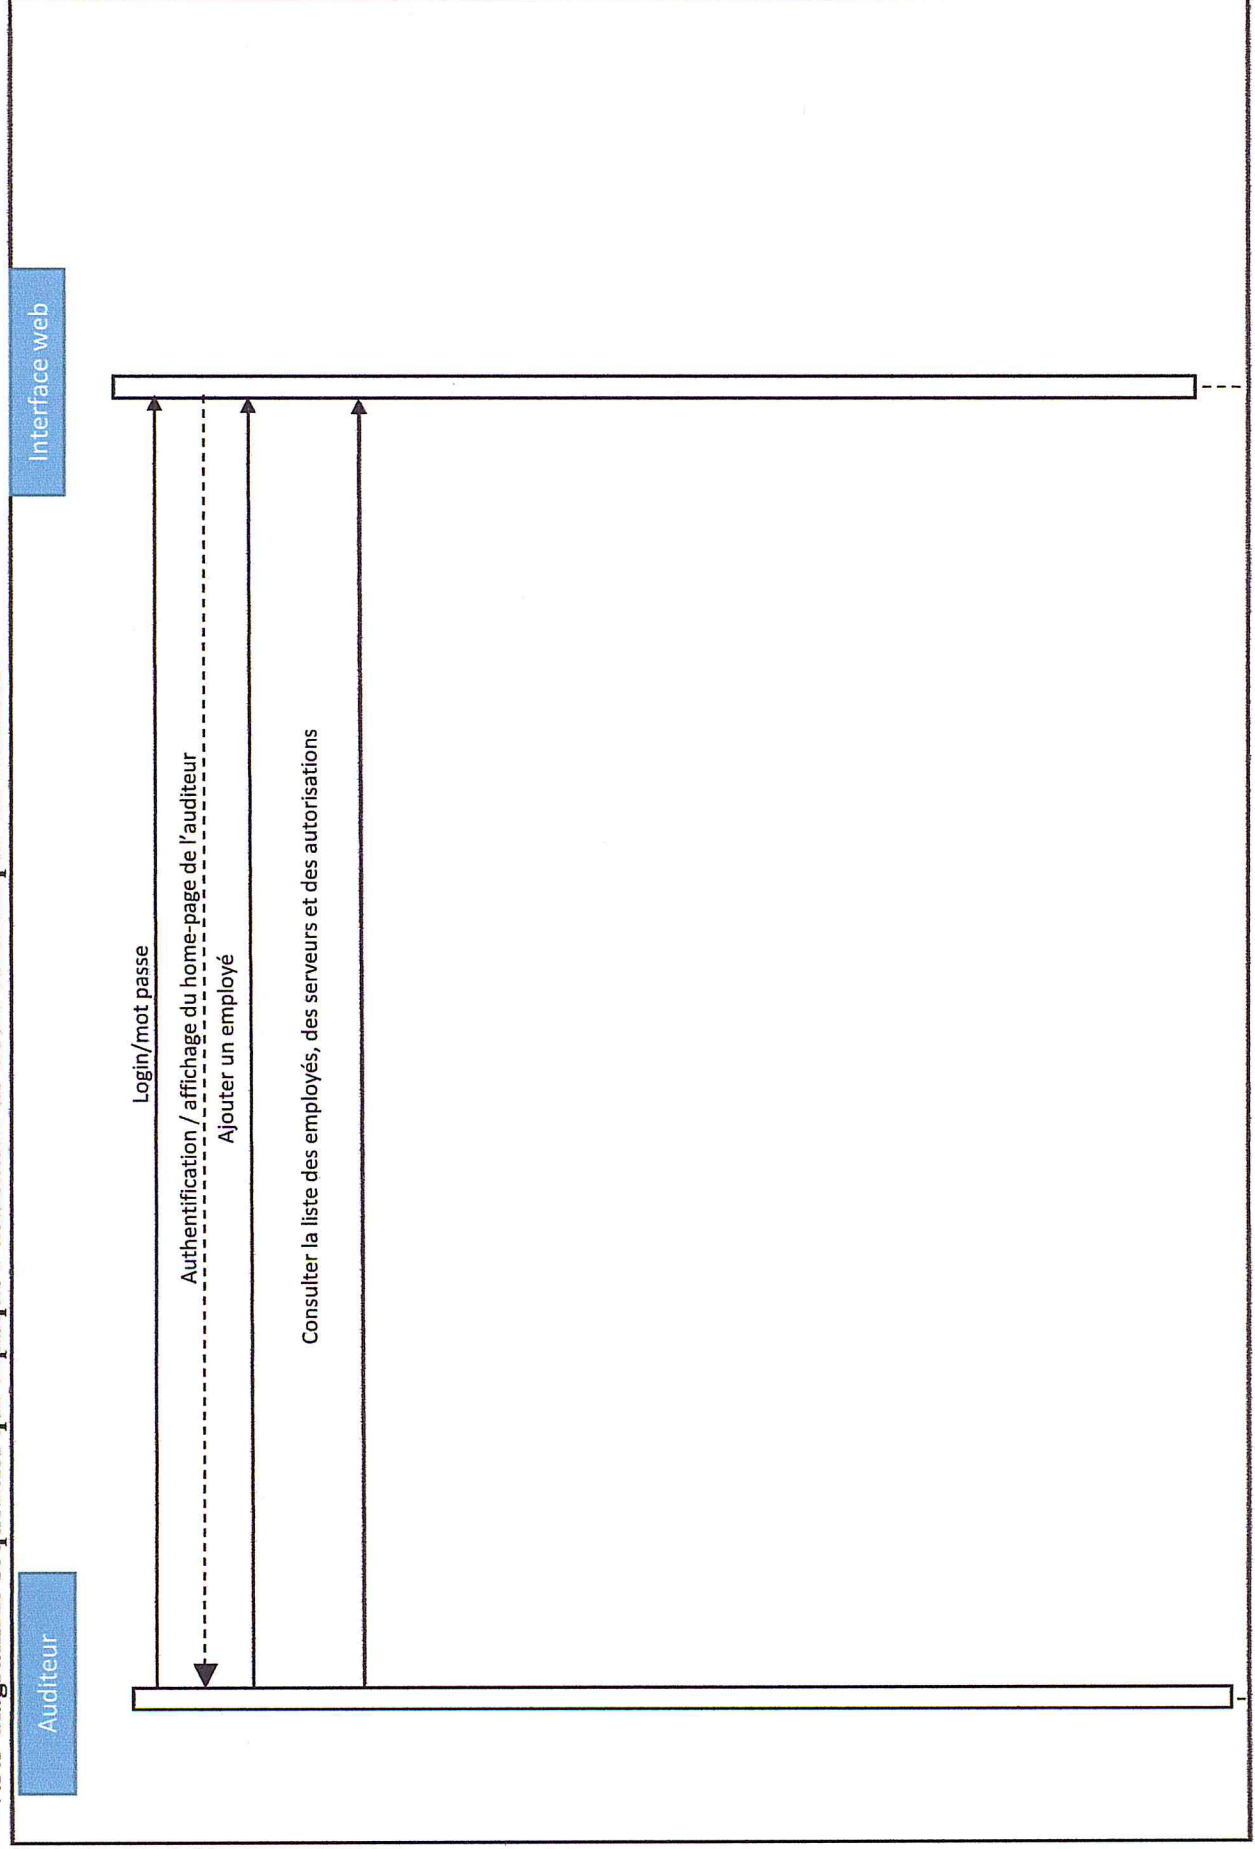 Auditeur
Interface web
Login/mot passe
Authentification / affichage du home-page de l'auditeur
Ajouter un employé
Consulter la liste des employés, des serveurs et des autorisations